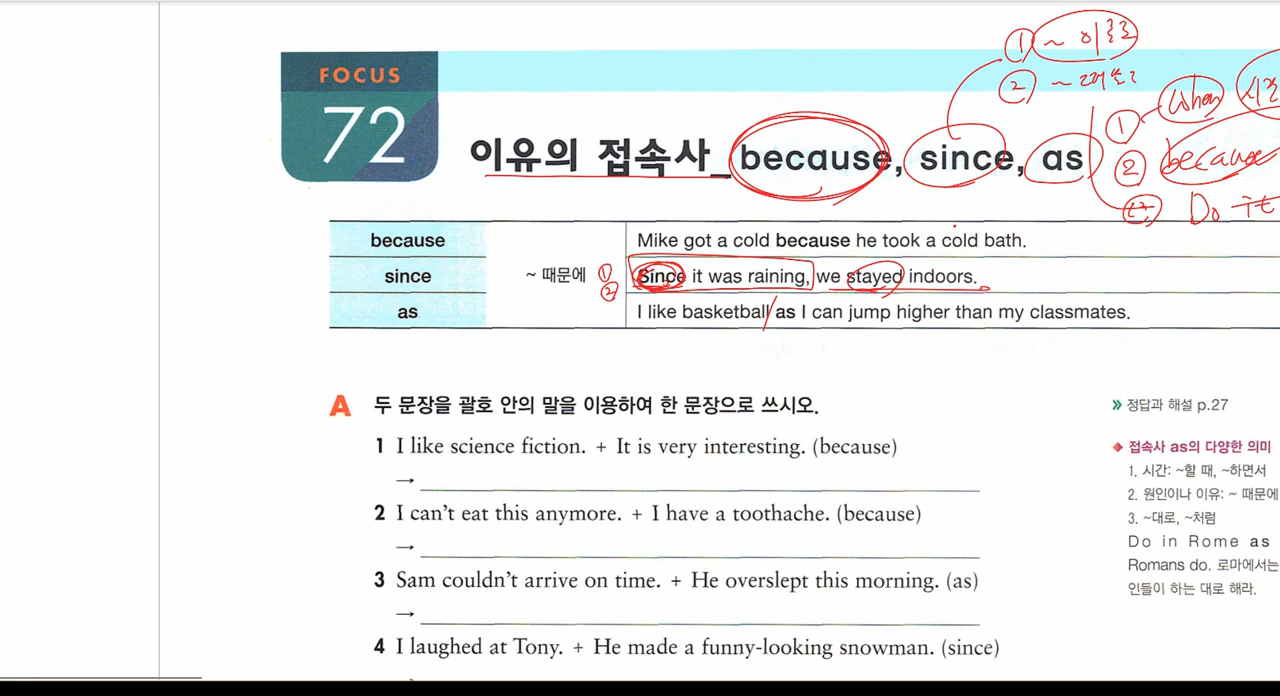 ① ~ 이른로
② ~ 때문에
① when 시간
② because
Do it
FOCUS
72
이유의 접속사_because, since, as
because
Mike got a cold because he took a cold bath.
since
~ 때문에
①
②
Since it was raining, we stayed indoors.
as
I like basketball as I can jump higher than my classmates.
A 두 문장을 괄호 안의 말을 이용하여 한 문장으로 쓰시오.
1 I like science fiction. + It is very interesting. (because)
→
2 I can't eat this anymore. + I have a toothache. (because)
→
3 Sam couldn't arrive on time. + He overslept this morning. (as)
→
4 I laughed at Tony. + He made a funny-looking snowman. (since)
» 정답과 해설 p.27
◆ 접속사 as의 다양한 의미
1. 시간: ~할 때, ~하면서
2. 원인이나 이유: ~ 때문에
3. ~대로, ~처럼
Do in Rome as
Romans do. 로마에서는
인들이 하는 대로 해라.